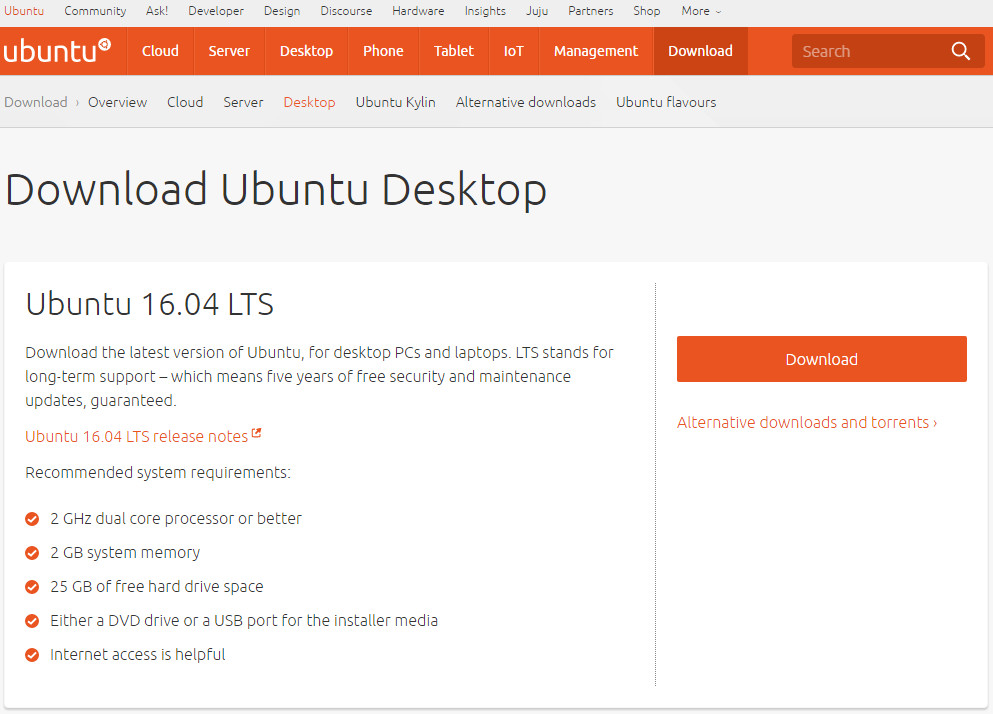 Ubuntu Community Ask! Developer Design Discourse Hardware Insights Juju Partners Shop More
ubuntu Cloud Server Desktop Phone Tablet IoT Management Download Search
Download › Overview Cloud Server Desktop Ubuntu Kylin Alternative downloads Ubuntu flavours
Download Ubuntu Desktop
Ubuntu 16.04 LTS
Download the latest version of Ubuntu, for desktop PCs and laptops. LTS stands for
long-term support – which means five years of free security and maintenance
updates, guaranteed.
Ubuntu 16.04 LTS release notes
Recommended system requirements:
2 GHz dual core processor or better
2 GB system memory
25 GB of free hard drive space
Either a DVD drive or a USB port for the installer media
Internet access is helpful
Download
Alternative downloads and torrents ›